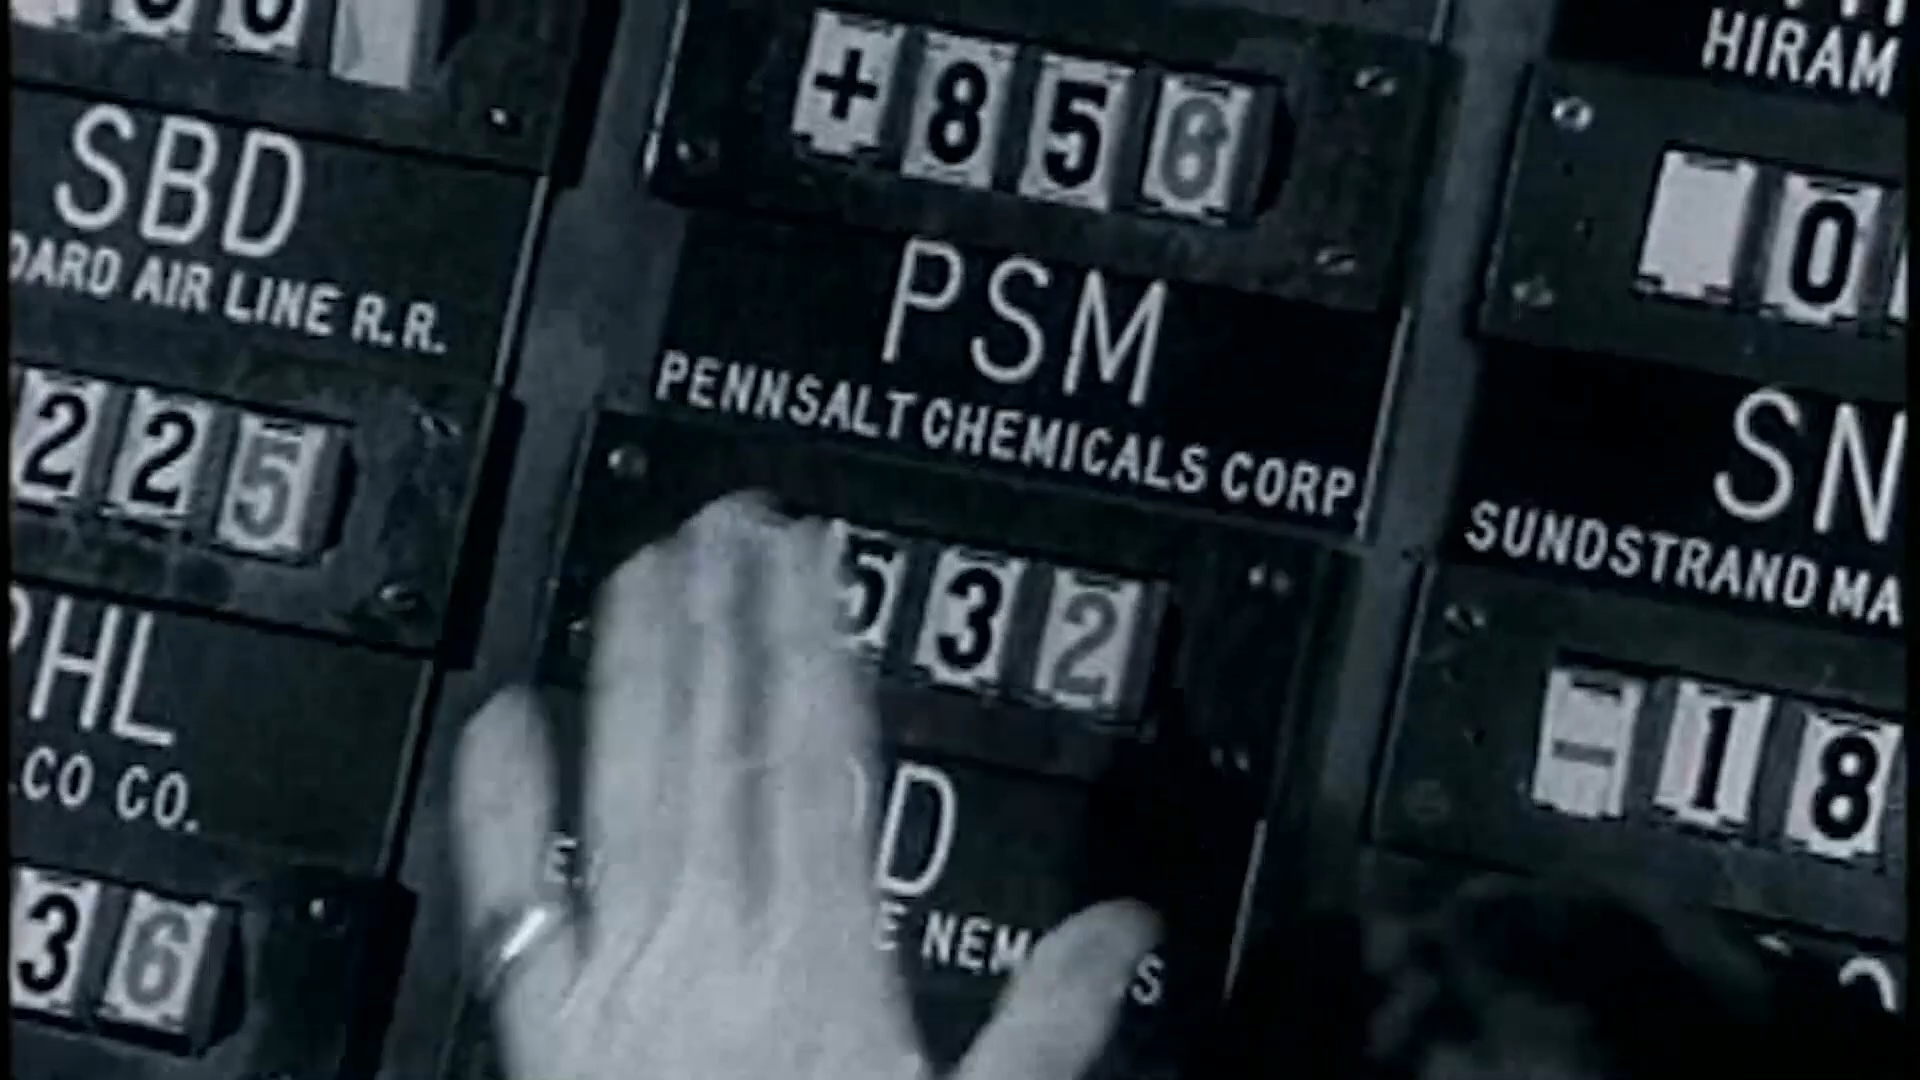 HIRAM
+856
SBD
OARD AIR LINE R.R.
0
PSM
PENNSALT CHEMICALS CORP.
225
SN
SUNDSTRAND MA
532
PHL
CO CO.
-18
D
E NEM S
36